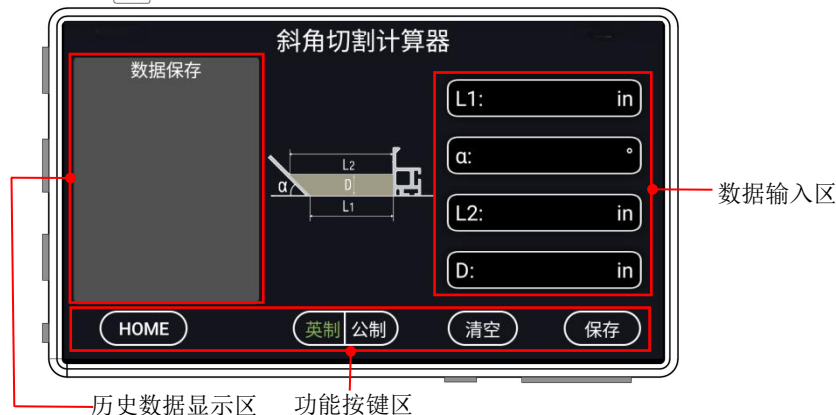 斜角切割计算器
数据保存
L1: in
α: °
L2: in
D: in
L2
α
D
L1
数据输入区
HOME
英制 公制
清空
保存
历史数据显示区
功能按键区